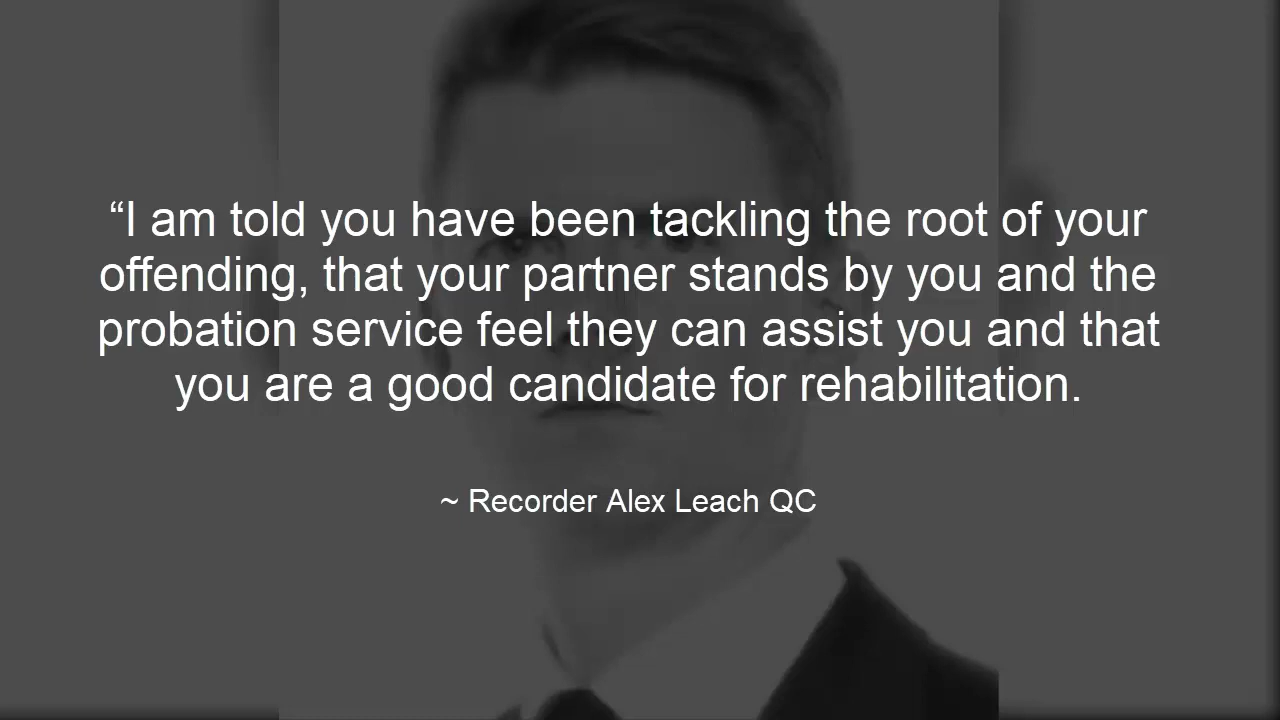 “I am told you have been tackling the root of your
offending, that your partner stands by you and the
probation service feel they can assist you and that
you are a good candidate for rehabilitation.
~ Recorder Alex Leach QC